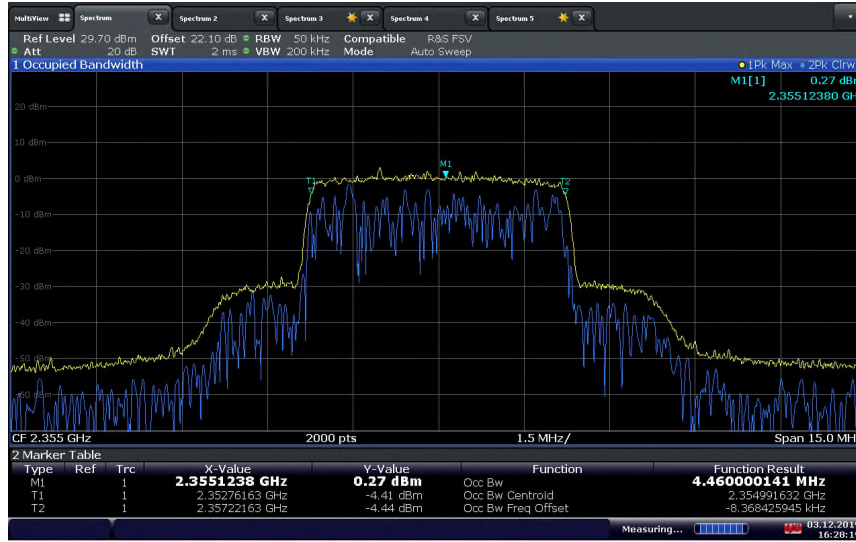 MultiView Spectrum X Spectrum 2 X Spectrum 3 X Spectrum 4 X Spectrum 5 X
Ref Level 29.70 dBm Offset 22.10 dB RBW 50 kHz Compatible R&S FSV
Att 20 dB SWT 2 ms VBW 200 kHz Mode Auto Sweep
1 Occupied Bandwidth 1Pk Max 2Pk Clrw
M1[1] 0.27 dBm
2.35512380 GH
20 dBm
10 dBm
M1
0 dBm T1 T2
-10 dBm
-20 dBm
-30 dBm
-50 dBm
-60 dBm
CF 2.355 GHz 2000 pts 1.5 MHz/ Span 15.0 MH
2 Marker Table
Type Ref Trc X-Value Y-Value Function Function Result
M1 1 2.3551238 GHz 0.27 dBm Occ Bw 4.460000141 MHz
T1 1 2.35276163 GHz -4.41 dBm Occ Bw Centroid 2.354991632 GHz
T2 1 2.35722163 GHz -4.44 dBm Occ Bw Freq Offset -8.368425945 kHz
Measuring... 03.12.201
16:28:1